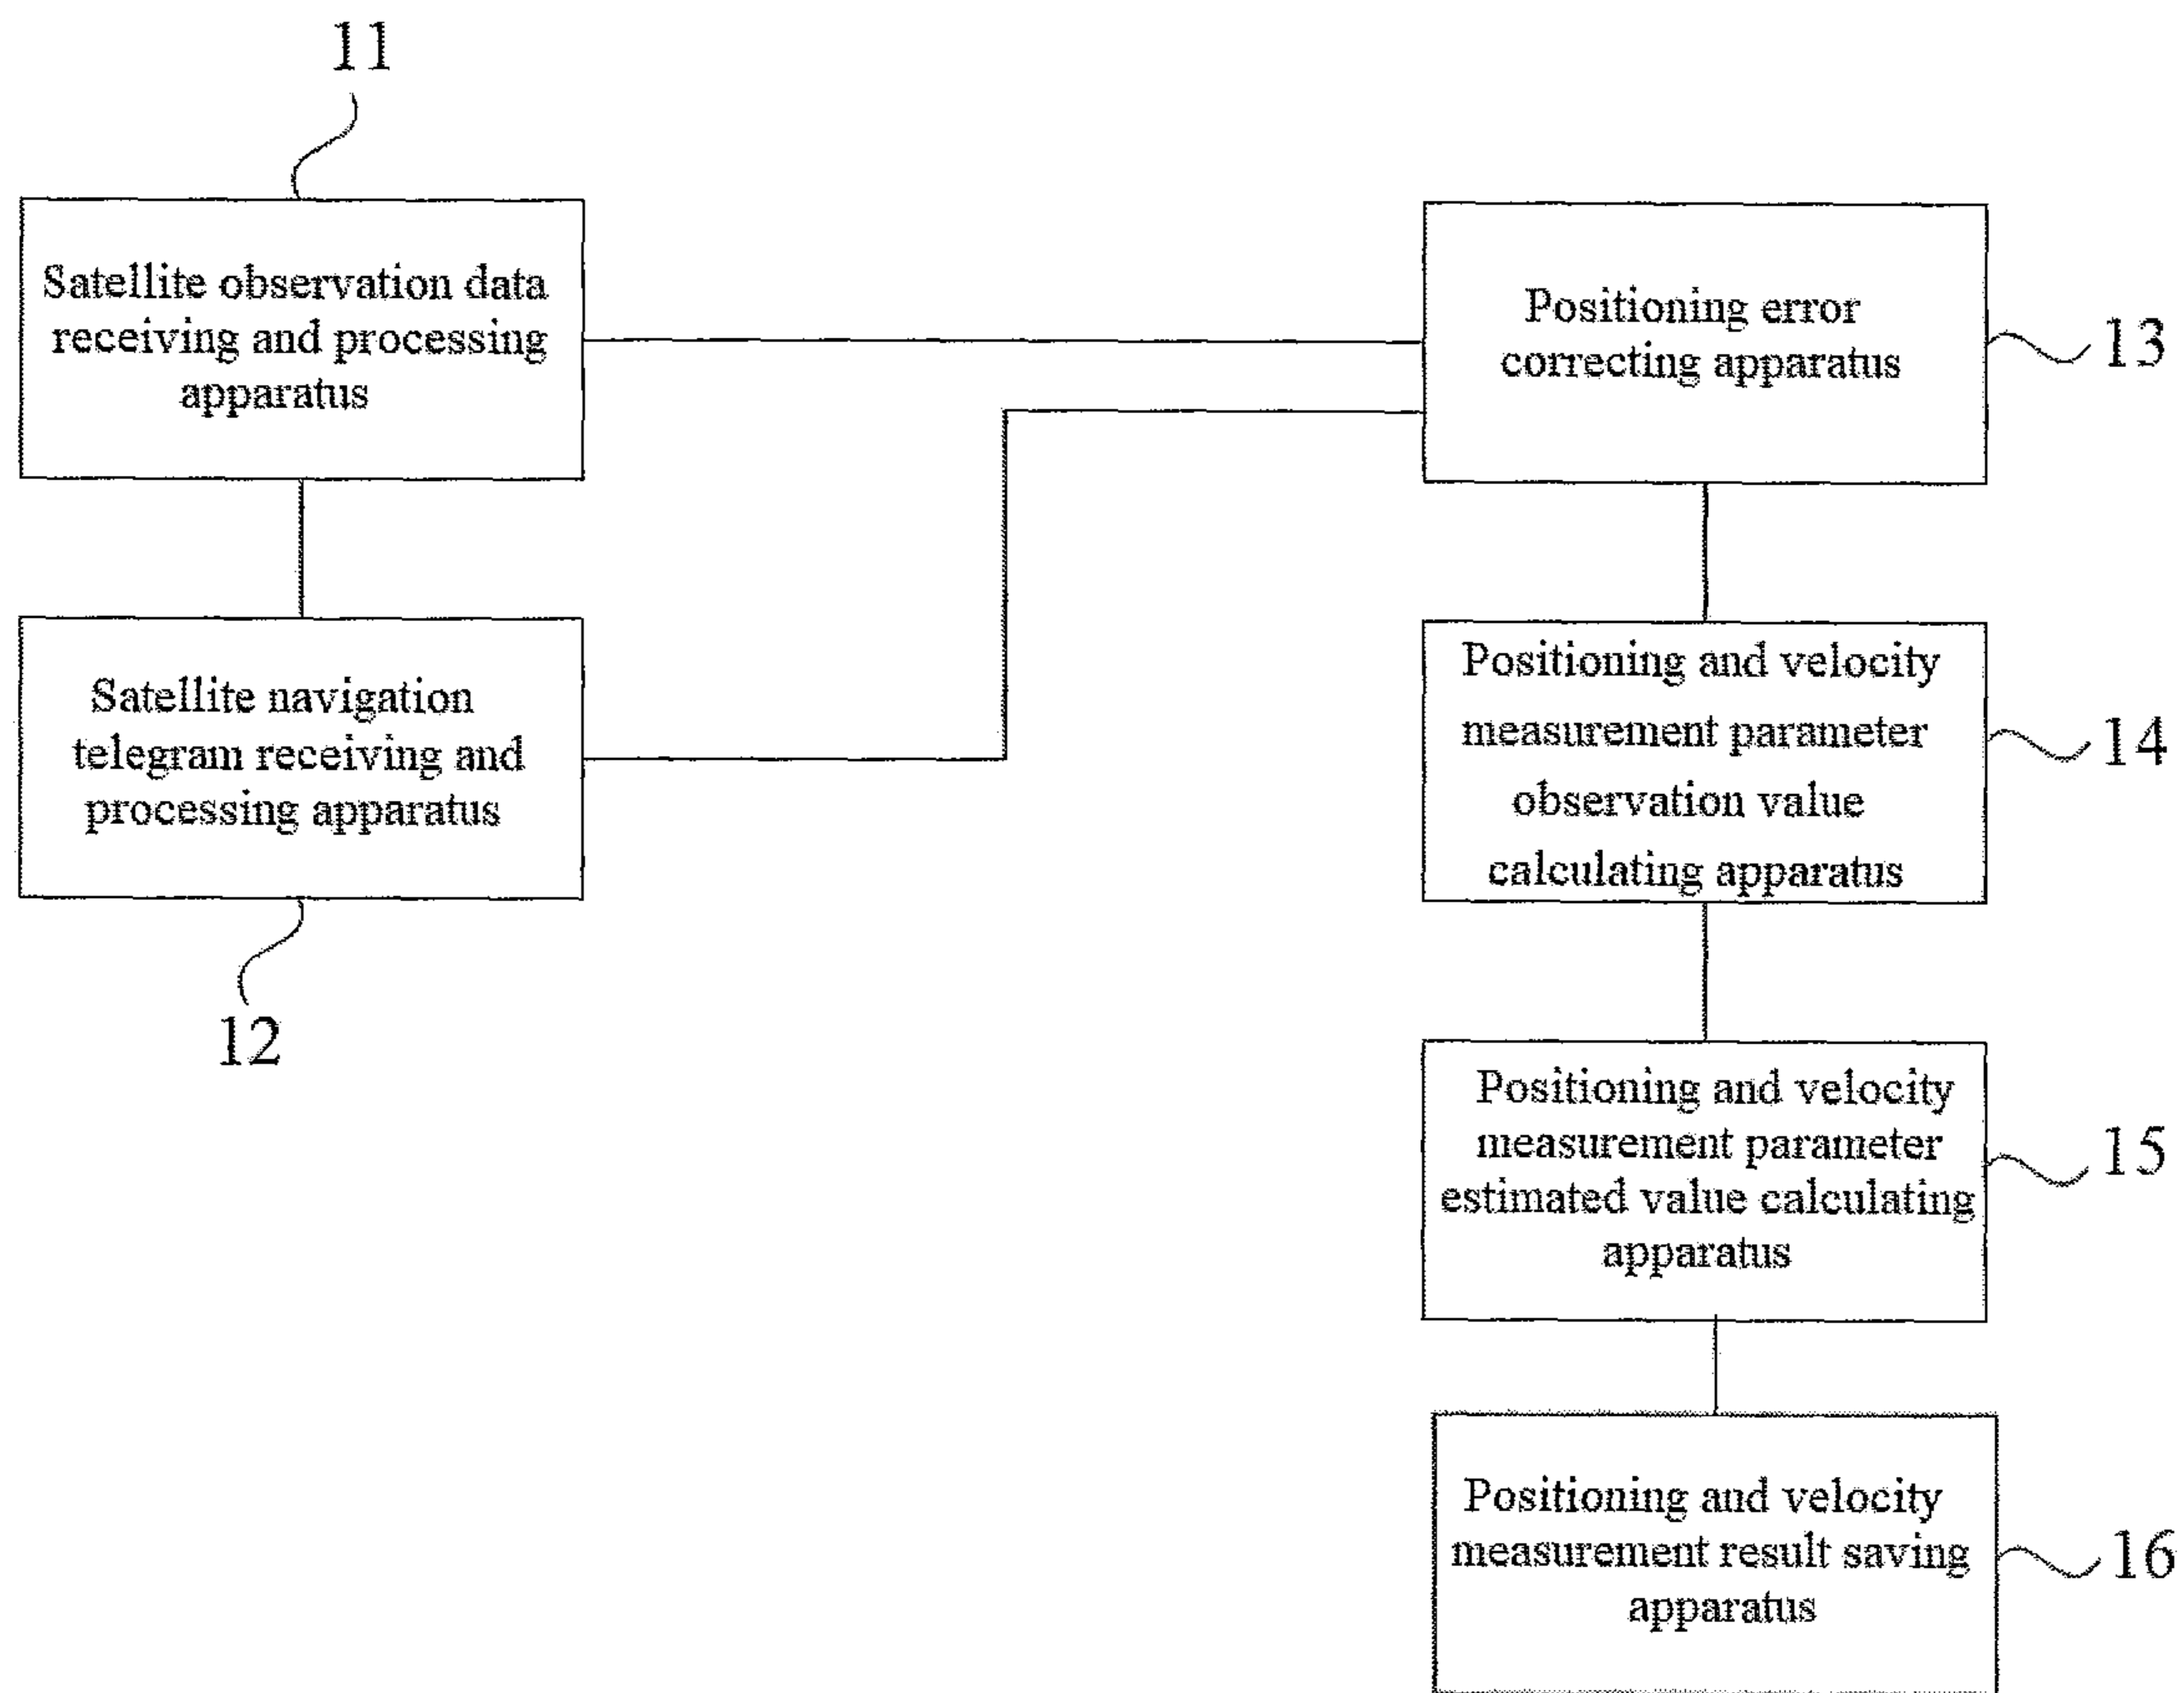 11
Satellite observation data
receiving and processing
apparatus
Satellite navigation
telegram receiving and
processing apparatus
12
Positioning error
correcting apparatus
13
Positioning and velocity
measurement parameter
observation value
calculating apparatus
14
Positioning and velocity
measurement parameter
estimated value calculating
apparatus
15
Positioning and velocity
measurement result saving
apparatus
16